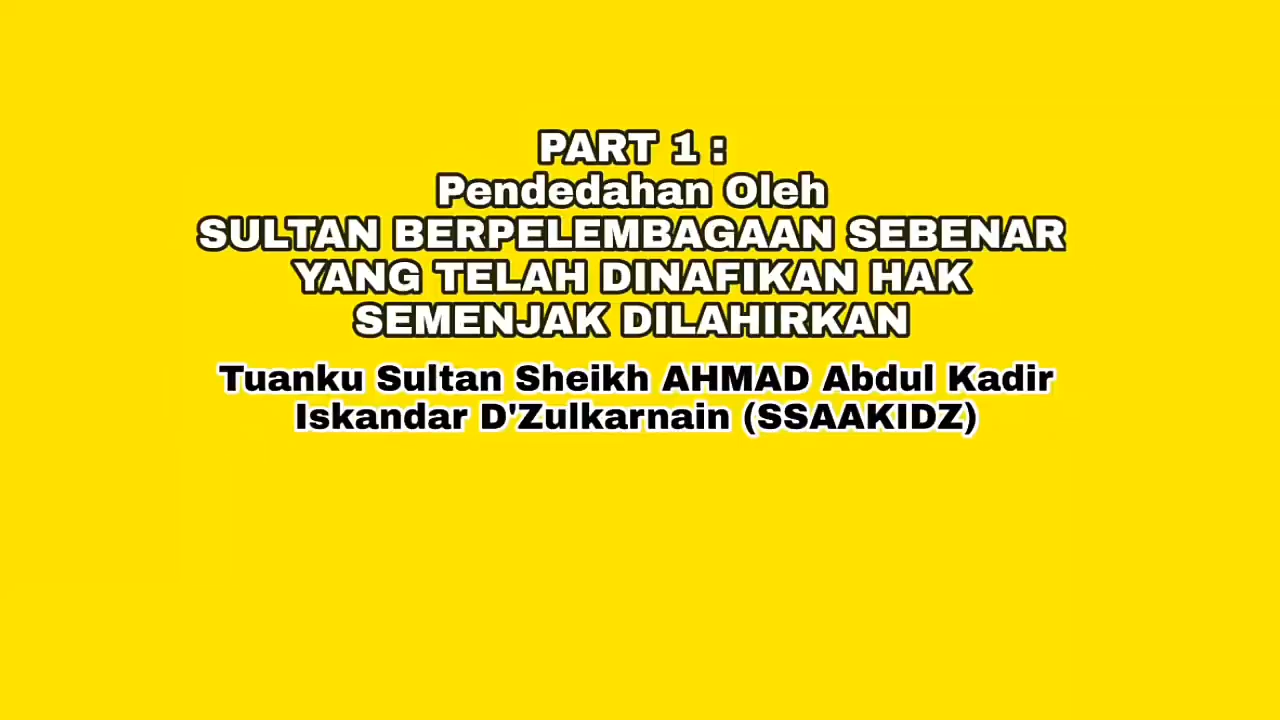 PART 1 :
Pendedahan Oleh
SULTAN BERPELEMBAGAAN SEBENAR
YANG TELAH DINAFIKAN HAK
SEMENJAK DILAHIRKAN
Tuanku Sultan Sheikh AHMAD Abdul Kadir
Iskandar D'Zulkarnain (SSAAKIDZ)